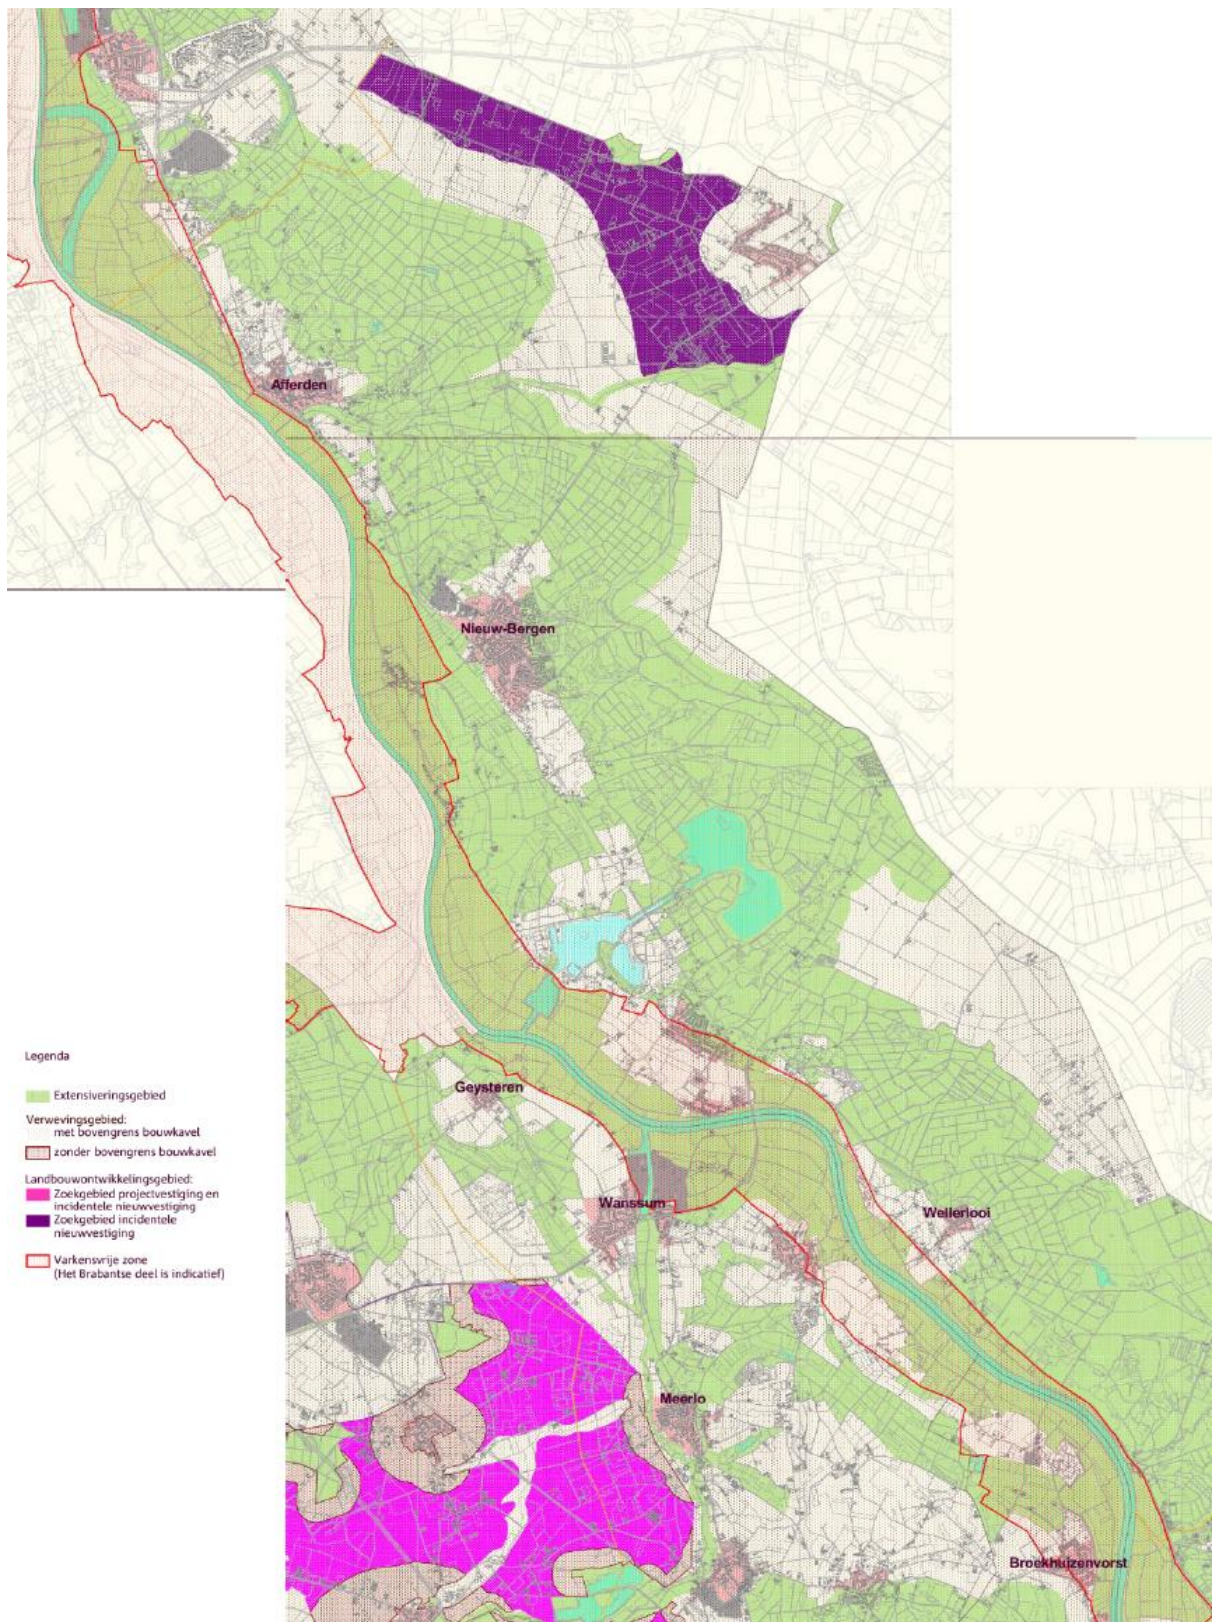 Afferden
Nieuw-Bergen
Geysteren
Wanssum
Wellerlooi
Meerlo
Broekhuizenvorst
Legenda
Extensiveringsgebied
Verwevingsgebied:
met bovengrens bouwkavel
zonder bovengrens bouwkavel
Landbouwontwikkelingsgebied:
Zoekgebied projectvestiging en
incidentele nieuwvestiging
Zoekgebied incidentele
nieuwvestiging
Varkensvrije zone
(Het Brabantse deel is indicatief)